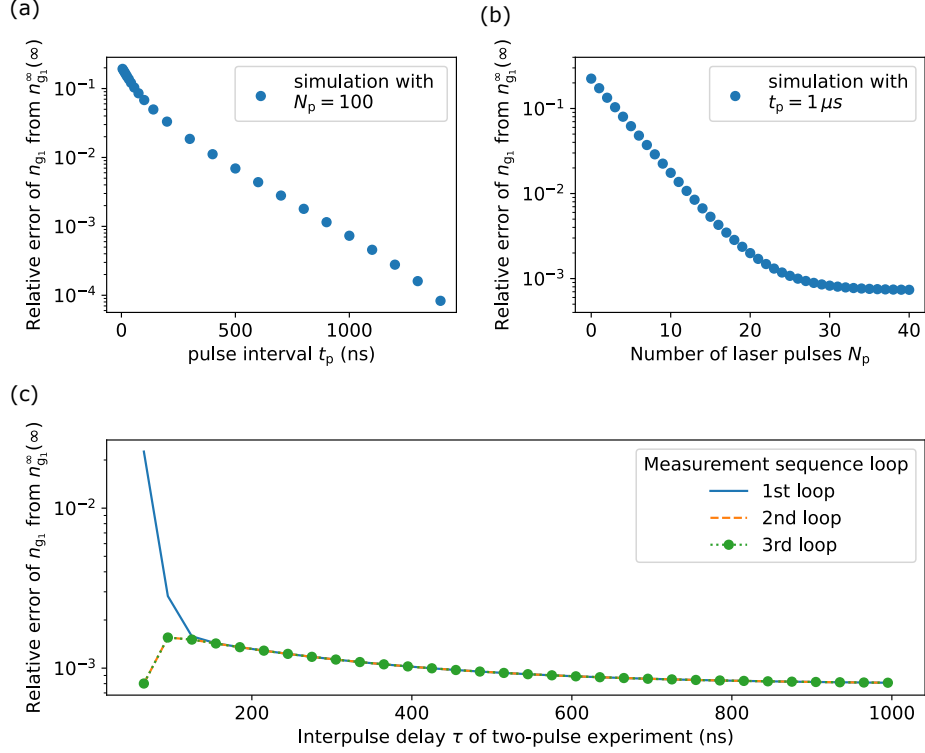 (a)
Relative error of n_{g_1} from n_{g_1}^∞(∞)
10^{-1}
10^{-2}
10^{-3}
10^{-4}
simulation with
N_p = 100
0
500
1000
pulse interval t_p (ns)
(b)
Relative error of n_{g_1} from n_{g_1}^∞(∞)
10^{-1}
10^{-2}
10^{-3}
simulation with
t_p = 1 μs
0
10
20
30
40
Number of laser pulses N_p
(c)
Relative error of n_{g_1} from n_{g_1}^∞(∞)
10^{-2}
10^{-3}
Measurement sequence loop
1st loop
2nd loop
3rd loop
200
400
600
800
1000
Interpulse delay τ of two-pulse experiment (ns)